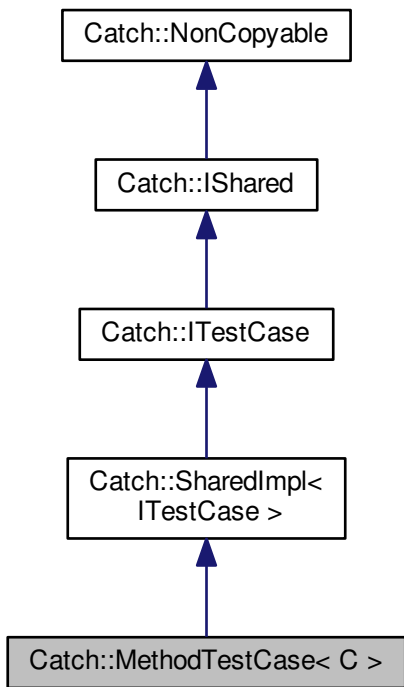 Catch::NonCopyable
Catch::IShared
Catch::ITestCase
Catch::SharedImpl<
ITestCase >
Catch::MethodTestCase< C >